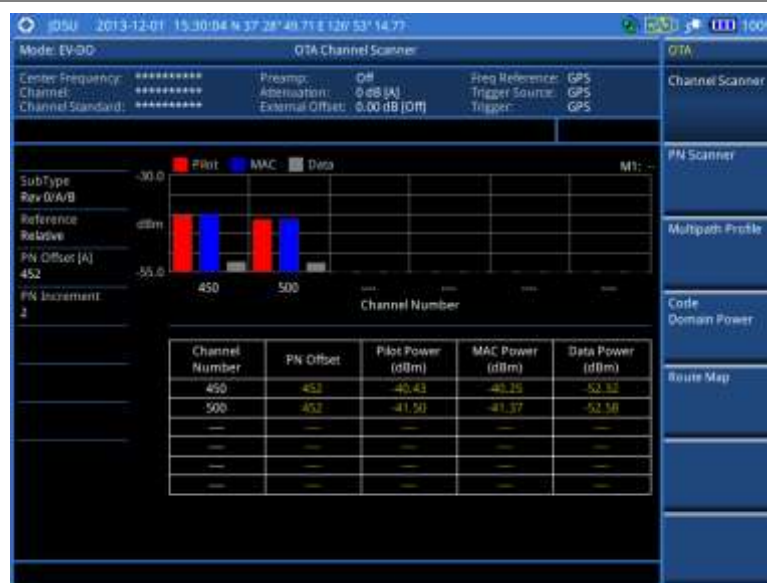 JDSU 2013-12-01 15:30:04 N 37°28'49.71 E 126°53'14.77 100%
Mode: EV-DO OTA Channel Scanner OTA
Center Frequency: ********** Preamp: Off Freq Reference: GPS
Channel: ********** Attenuation: 0 dB [A] Trigger Source: GPS
Channel Standard: ********** External Offset: 0.00 dB [Off] Trigger: GPS
Channel Scanner
PN Scanner
Multipath Profile
Code
Domain Power
Route Map
SubType
Rev 0/A/B
Reference
Relative
PN Offset [A]
452
PN Increment
2
Pilot MAC Data M1: --
-30.0
dBm
-55.0
450 500 ---- ---- ---- ----
Channel Number
Channel Number PN Offset Pilot Power (dBm) MAC Power (dBm) Data Power (dBm)
450 452 -40.43 -40.25 -52.32
500 452 -41.50 -41.37 -52.58
---- ---- ---- ---- ----
---- ---- ---- ---- ----
---- ---- ---- ---- ----
---- ---- ---- ---- ----